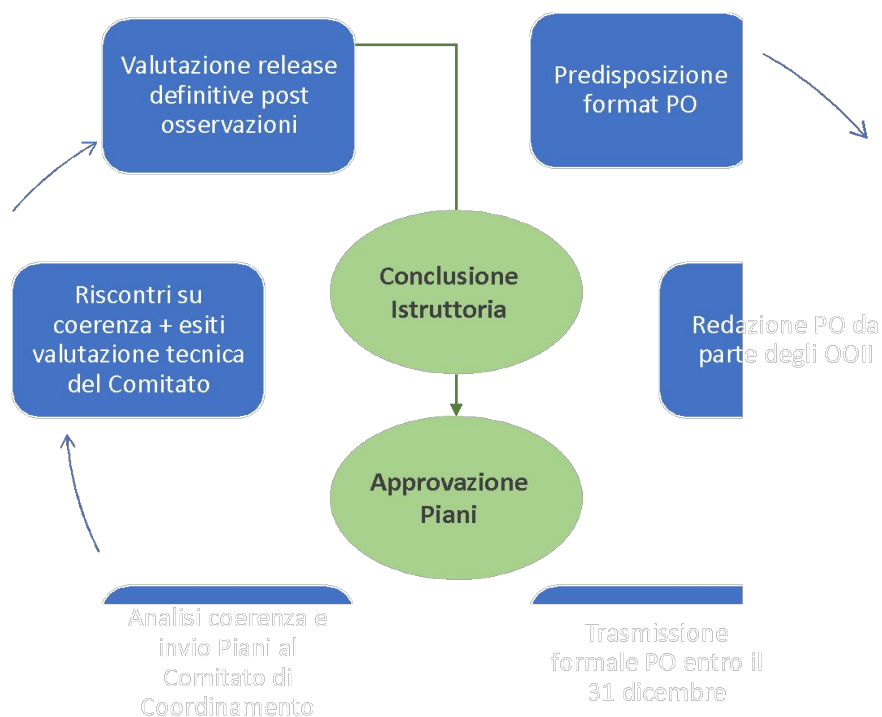 Valutazione release
definitive post
osservazioni
Predisposizione
format PO
Conclusione
Istruttoria
Riscontri su
coerenza + esiti
valutazione tecnica
del Comitato
Redazione PO da
parte degli OOII
Approvazione
Piani
Analisi coerenza e
invio Piani al
Comitato di
Coordinamento
Trasmissione
formale PO entro il
31 dicembre